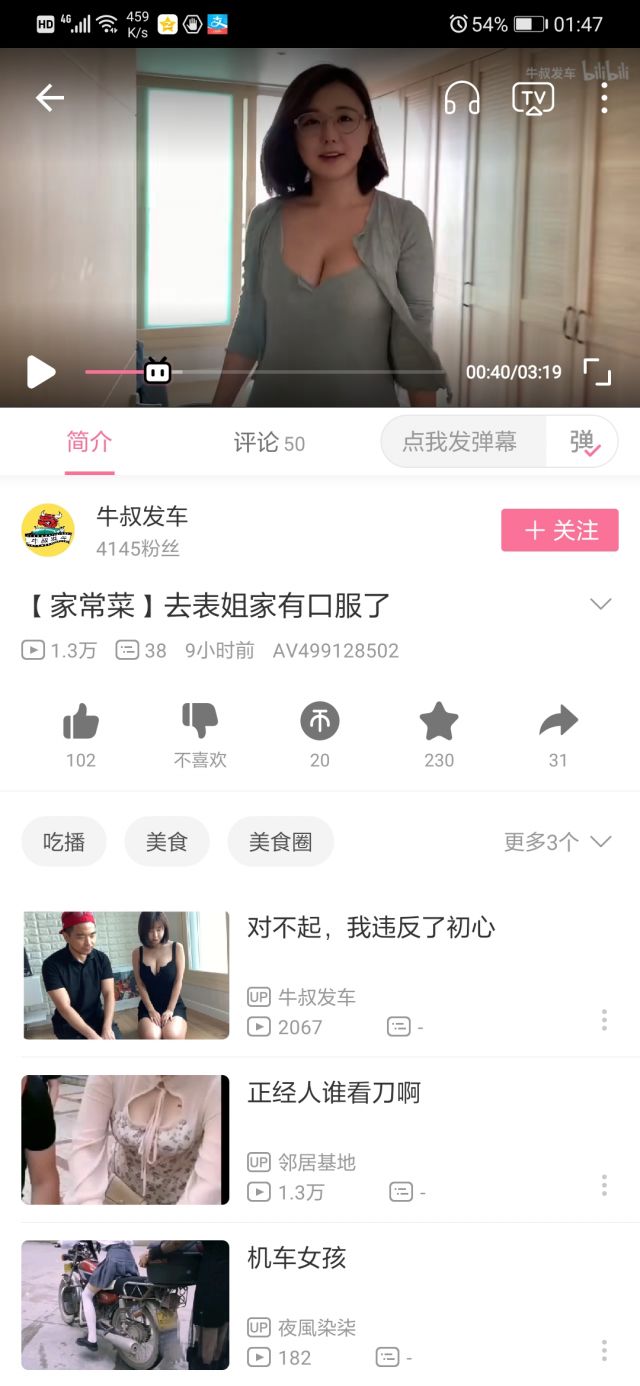 HD 4G 459 K/s 54% 01:47
牛叔发车 bilibili
TV
00:40/03:19
简介 评论 50 点我发弹幕 弹
牛叔发车
4145粉丝
+ 关注
【家常菜】去表姐家有口服了
1.3万 38 9小时前 AV499128502
102 不喜欢 20 230 31
吃播 美食 美食圈 更多3个
对不起，我违反了初心
UP 牛叔发车
2067 -
正经人谁看刀啊
UP 邻居基地
1.3万 -
机车女孩
UP 夜風染柒
182 -